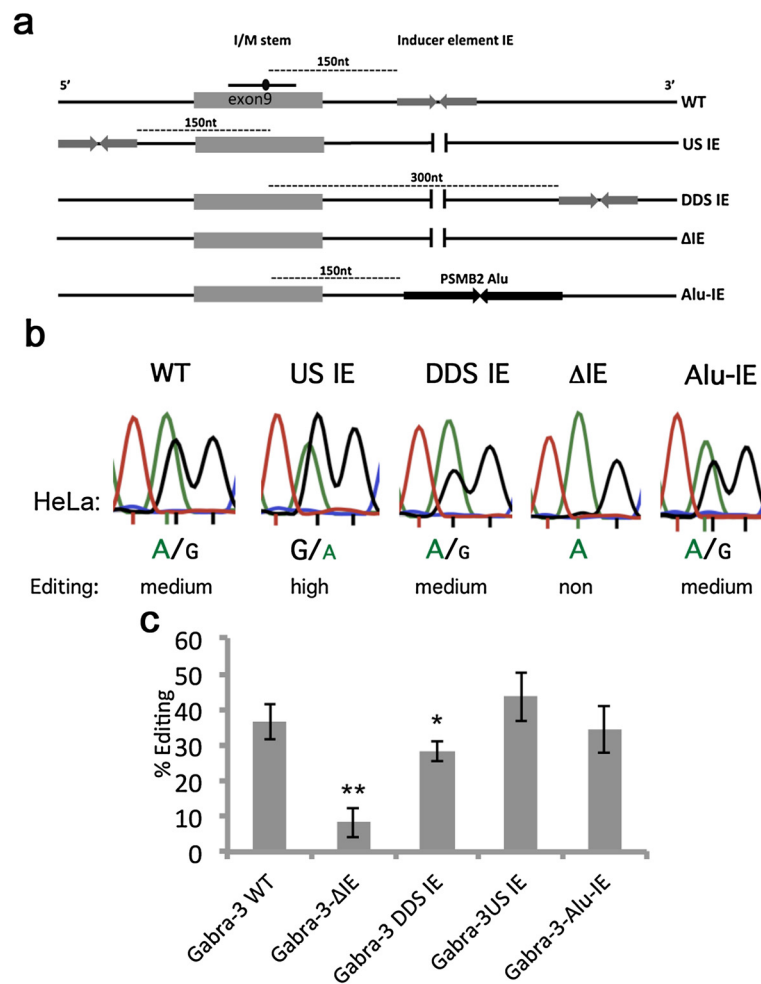 a
I/M stem
Inducer element IE
150nt
5'
3'
exon9
WT
150nt
US IE
300nt
DDS IE
ΔIE
150nt
PSMB2 Alu
Alu-IE
b
WT US IE DDS IE ΔIE Alu-IE
HeLa:
A/G G/A A/G A A/G
Editing: medium high medium non medium
c
% Editing
60
50
40
30
20
10
0
*
**
Gabra-3 WT
Gabra-3-ΔIE
Gabra-3 DDS IE
Gabra-3US IE
Gabra-3-Alu-IE